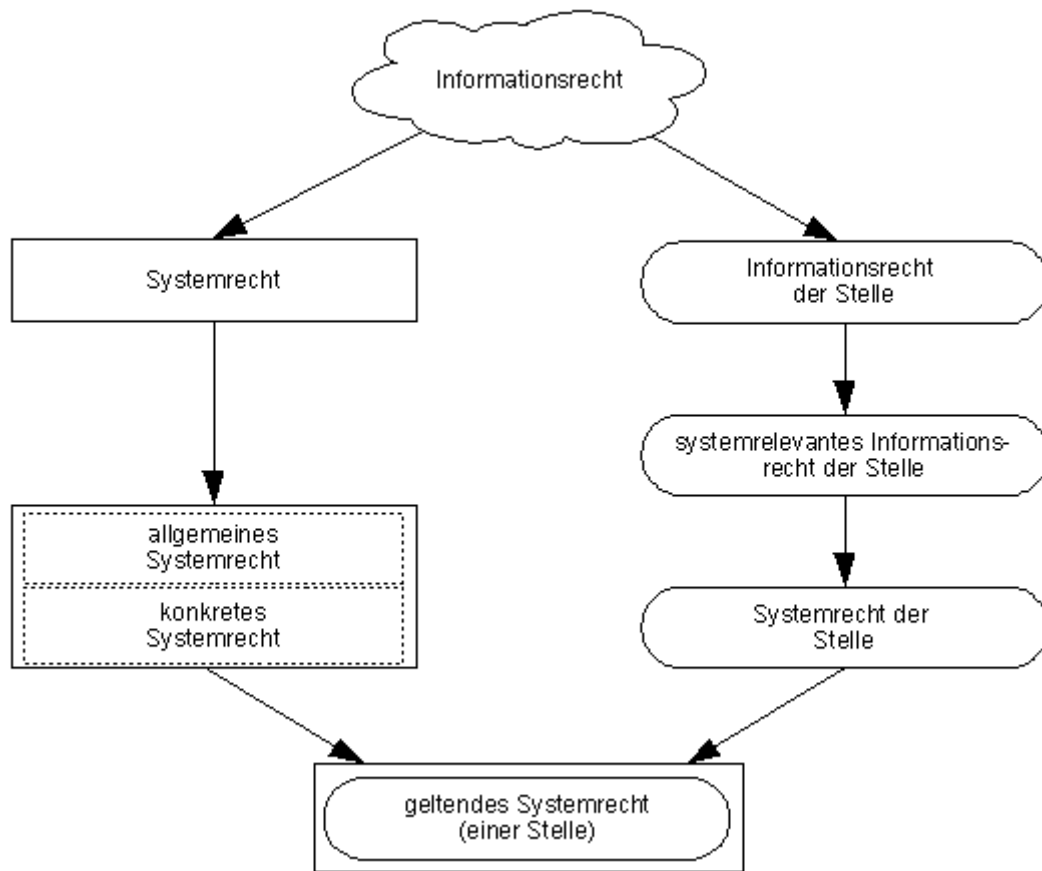 Informationsrecht
Systemrecht
Informationsrecht
der Stelle
systemrelevantes Informations-
recht der Stelle
allgemeines
Systemrecht
konkretes
Systemrecht
Systemrecht der
Stelle
geltendes Systemrecht
(einer Stelle)